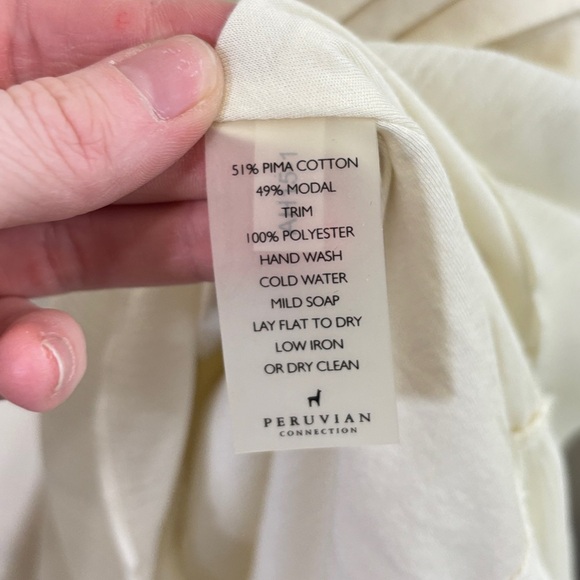 51% PIMA COTTON
49% MODAL
TRIM
100% POLYESTER
HAND WASH
COLD WATER
MILD SOAP
LAY FLAT TO DRY
LOW IRON
OR DRY CLEAN
PERUVIAN
CONNECTION